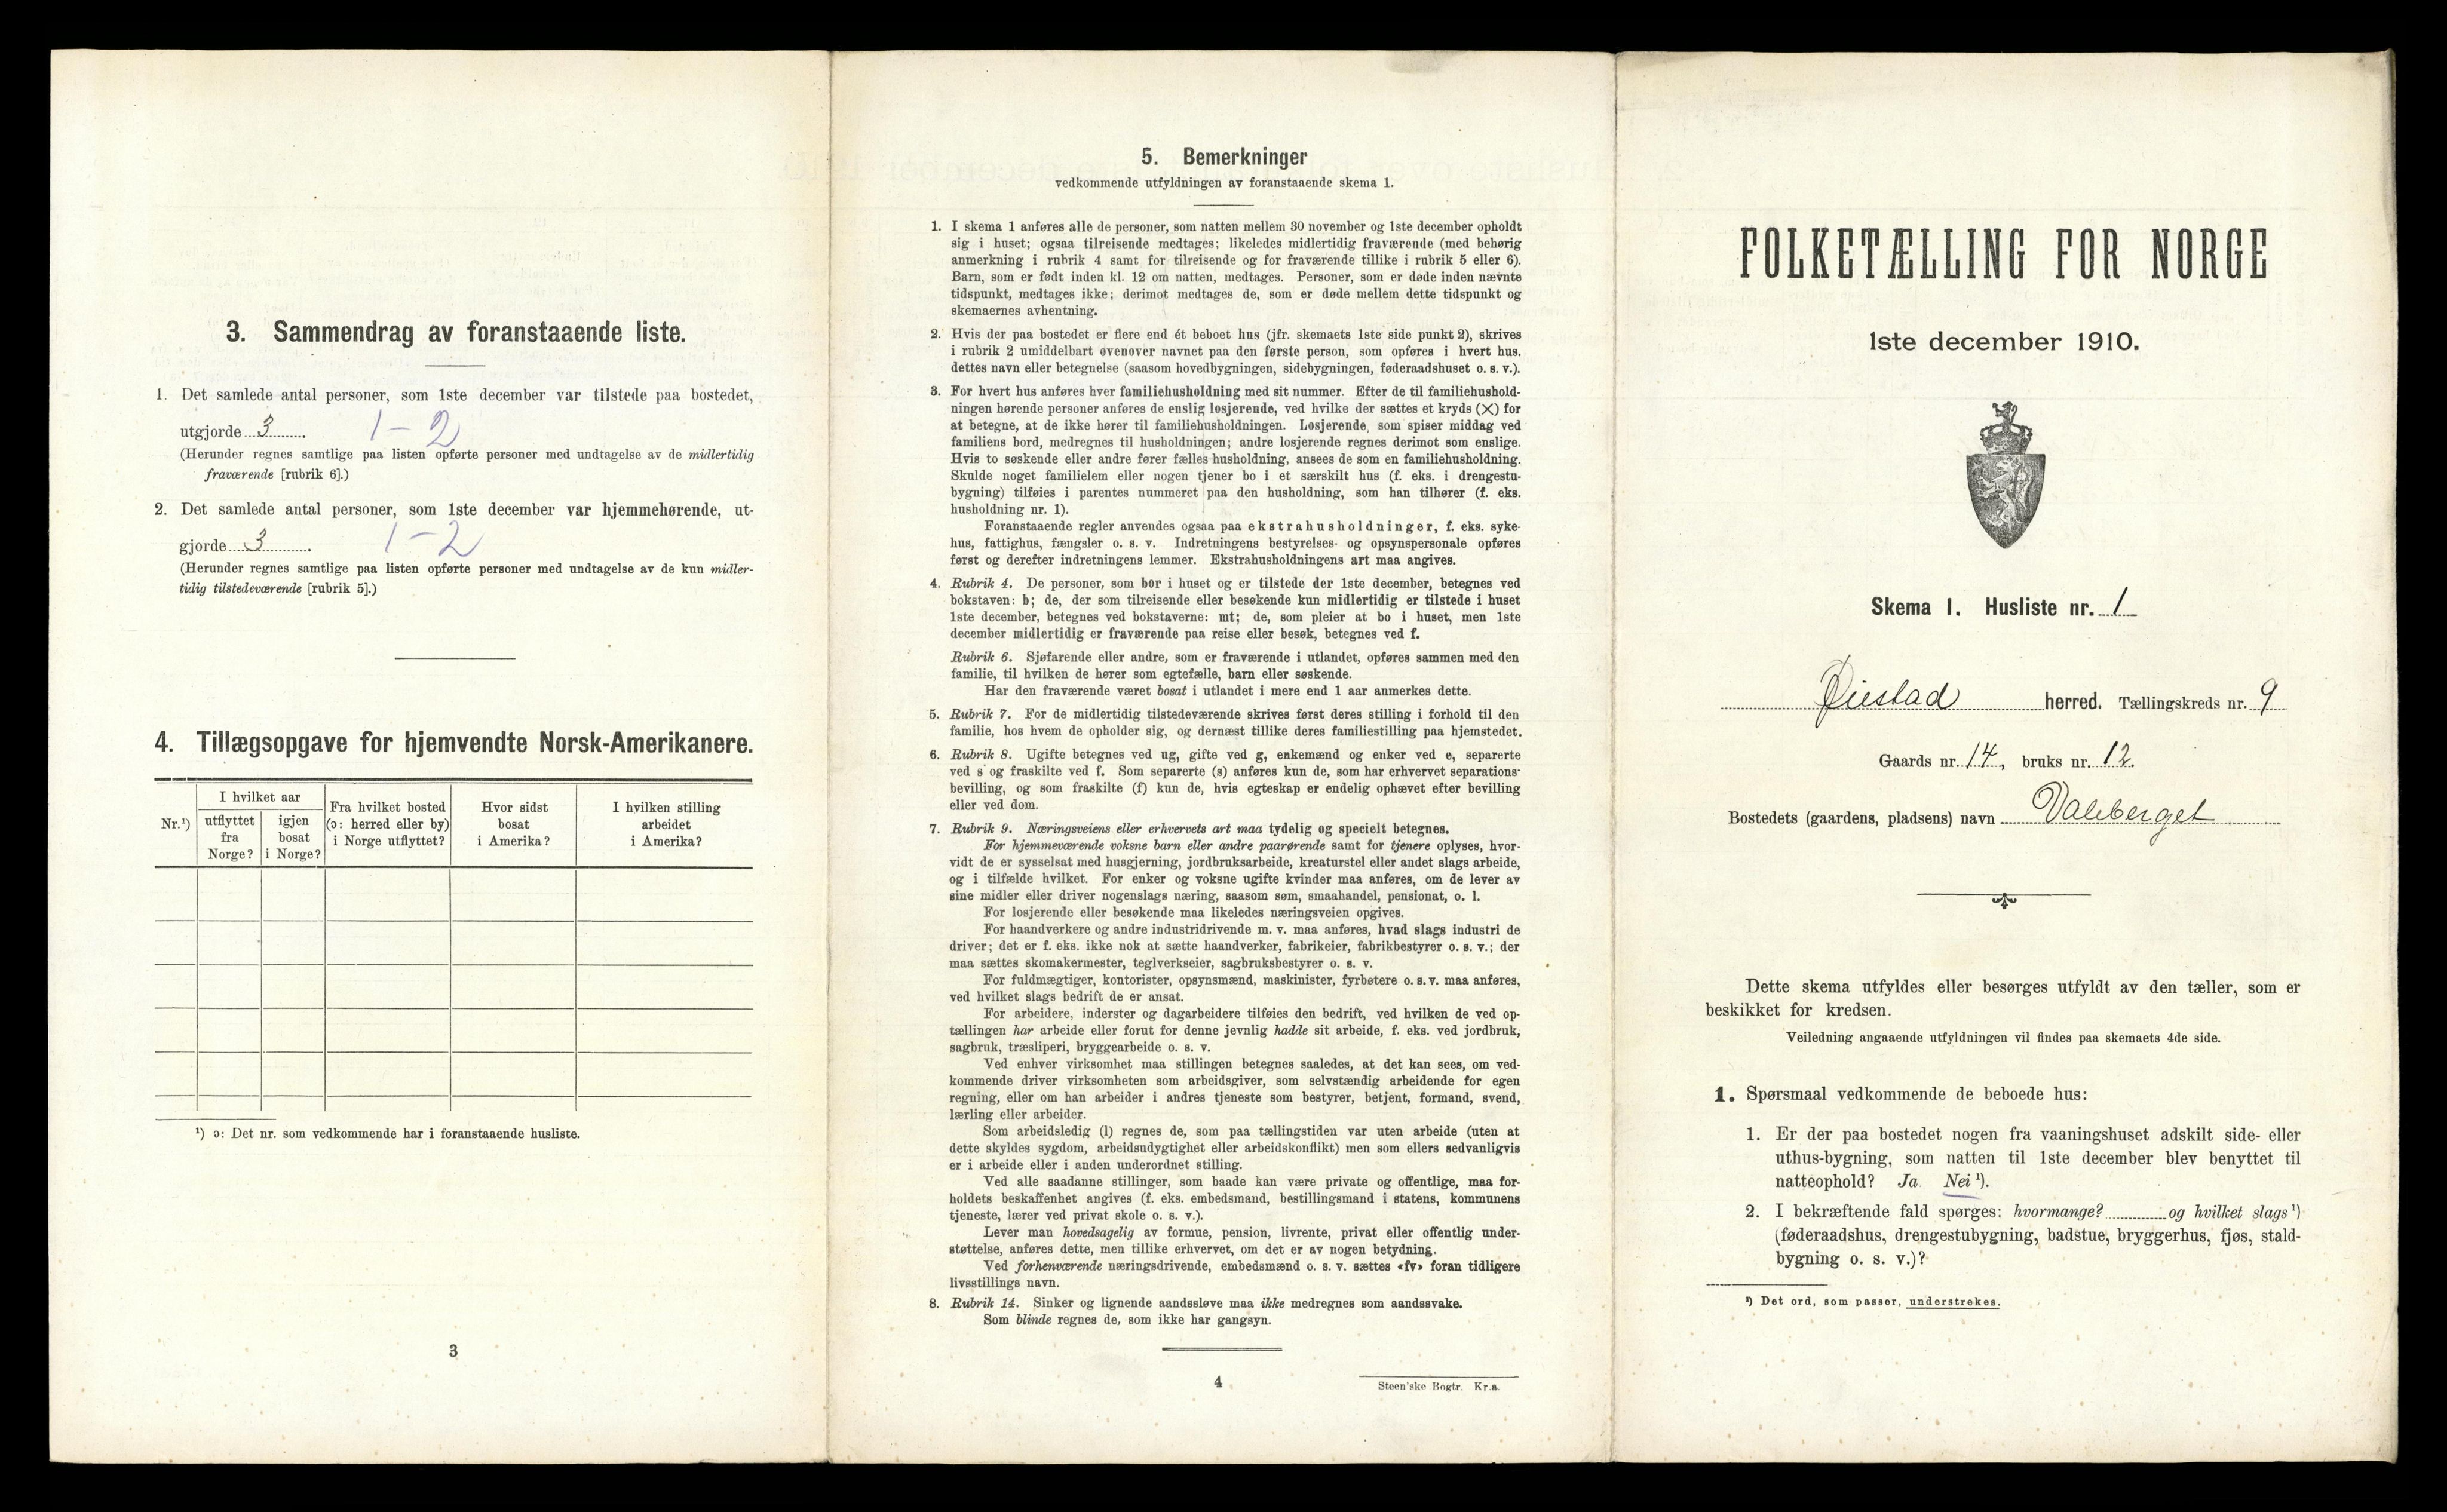 3. Sammendrag av foranstaaende liste.
1. Det samlede antal personer, som 1ste december var tilstede paa bostedet,
utgjorde 3. 1-2
(Herunder regnes samtlige paa listen opførte personer med undtagelse av de midlertidig
fraværende [rubrik 6].)
2. Det samlede antal personer, som 1ste december var hjemmehørende, ut-
gjorde 3. 1-2
(Herunder regnes samtlige paa listen opførte personer med undtagelse av de kun midler-
tidig tilstedeværende [rubrik 5].)
4. Tillægsopgave for hjemvendte Norsk-Amerikanere.
Nr.¹)
I hvilket aar
utflyttet
fra
Norge?
igjen
bosat
i Norge?
Fra hvilket bosted
(ɔ: herred eller by)
i Norge utflyttet?
Hvor sidst
bosat
i Amerika?
I hvilken stilling
arbeidet
i Amerika?
¹) ɔ: Det nr. som vedkommende har i foranstaaende husliste.
3
5. Bemerkninger
vedkommende utfyldningen av foranstaaende skema 1.
1. I skema 1 anføres alle de personer, som natten mellem 30 november og 1ste december opholdt
sig i huset; ogsaa tilreisende medtages; likeledes midlertidig fraværende (med behørig
anmerkning i rubrik 4 samt for tilreisende og for fraværende tillike i rubrik 5 eller 6).
Barn, som er født inden kl. 12 om natten, medtages. Personer, som er døde inden nævnte
tidspunkt, medtages ikke; derimot medtages de, som er døde mellem dette tidspunkt og
skemaernes avhentning.
2. Hvis der paa bostedet er flere end ét beboet hus (jfr. skemaets 1ste side punkt 2), skrives
i rubrik 2 umiddelbart ovenover navnet paa den første person, som opføres i hvert hus.
dettes navn eller betegnelse (saasom hovedbygningen, sidebygningen, føderaadshuset o. s. v.).
3. For hvert hus anføres hver familiehusholdning med sit nummer. Efter de til familiehushold-
ningen hørende personer anføres de enslig losjerende, ved hvilke der sættes et kryds (×) for
at betegne, at de ikke hører til familiehusholdningen. Losjerende, som spiser middag ved
familiens bord, medregnes til husholdningen; andre losjerende regnes derimot som enslige.
Hvis to søskende eller andre fører fælles husholdning, ansees de som en familiehusholdning.
Skulde noget familielem eller nogen tjener bo i et særskilt hus (f. eks. i drengestu-
bygning) tilføies i parentes nummeret paa den husholdning, som han tilhører (f. eks.
husholdning nr. 1).
Foranstaaende regler anvendes ogsaa paa ekstrahusholdninger, f. eks. syke-
hus, fattighus, fængsler o. s. v. Indretningens bestyrelses- og opsynspersonale opføres
først og derefter indretningens lemmer. Ekstrahusholdningens art maa angives.
4. Rubrik 4. De personer, som bor i huset og er tilstede der 1ste december, betegnes ved
bokstaven: b; de, der som tilreisende eller besøkende kun midlertidig er tilstede i huset
1ste december, betegnes ved bokstaverne: mt; de, som pleier at bo i huset, men 1ste
december midlertidig er fraværende paa reise eller besøk, betegnes ved f.
Rubrik 6. Sjøfarende eller andre, som er fraværende i utlandet, opføres sammen med den
familie, til hvilken de hører som egtefælle, barn eller søskende.
Har den fraværende været bosat i utlandet i mere end 1 aar anmerkes dette.
5. Rubrik 7. For de midlertidig tilstedeværende skrives først deres stilling i forhold til den
familie, hos hvem de opholder sig, og dernæst tillike deres familiestilling paa hjemstedet.
6. Rubrik 8. Ugifte betegnes ved ug, gifte ved g, enkemænd og enker ved e, separerte
ved s og fraskilte ved f. Som separerte (s) anføres kun de, som har erhvervet separations-
bevilling, og som fraskilte (f) kun de, hvis egteskap er endelig ophævet efter bevilling
eller ved dom.
7. Rubrik 9. Næringsveiens eller erhvervets art maa tydelig og specielt betegnes.
For hjemmeværende voksne barn eller andre paarørende samt for tjenere oplyses, hvor-
vidt de er sysselsat med husgjerning, jordbruksarbeide, kreaturstel eller andet slags arbeide,
og i tilfælde hvilket. For enker og voksne ugifte kvinder maa anføres, om de lever av
sine midler eller driver nogenslags næring, saasom søm, smaahandel, pensionat, o. l.
For losjerende eller besøkende maa likeledes næringsveien opgives.
For haandverkere og andre industridrivende m. v. maa anføres, hvad slags industri de
driver; det er f. eks. ikke nok at sætte haandverker, fabrikeier, fabrikbestyrer o. s. v.; der
maa sættes skomakermester, teglverkseier, sagbruksbestyrer o. s. v.
For fuldmægtiger, kontorister, opsynsmænd, maskinister, fyrbøtere o. s. v. maa anføres,
ved hvilket slags bedrift de er ansat.
For arbeidere, inderster og dagarbeidere tilføies den bedrift, ved hvilken de ved op-
tællingen har arbeide eller forut for denne jevnlig hadde sit arbeide, f. eks. ved jordbruk,
sagbruk, træsliperi, bryggearbeide o. s. v.
Ved enhver virksomhet maa stillingen betegnes saaledes, at det kan sees, om ved-
kommende driver virksomheten som arbeidsgiver, som selvstændig arbeidende for egen
regning, eller om han arbeider i andres tjeneste som bestyrer, betjent, formand, svend,
lærling eller arbeider.
Som arbeidsledig (l) regnes de, som paa tællingstiden var uten arbeide (uten at
dette skyldes sygdom, arbeidsudygtighet eller arbeidskonflikt) men som ellers sedvanligvis
er i arbeide eller i anden underordnet stilling.
Ved alle saadanne stillinger, som baade kan være private og offentlige, maa for-
holdets beskaffenhet angives (f. eks. embedsmand, bestillingsmand i statens, kommunens
tjeneste, lærer ved privat skole o. s. v.).
Lever man hovedsagelig av formue, pension, livrente, privat eller offentlig under-
støttelse, anføres dette, men tillike erhvervet, om det er av nogen betydning.
Ved forhenværende næringsdrivende, embedsmænd o. s. v. sættes «fv» foran tidligere
livsstillings navn.
8. Rubrik 14. Sinker og lignende aandssløve maa ikke medregnes som aandssvake.
Som blinde regnes de, som ikke har gangsyn.
4
Steen'ske Bogtr. Kr.a.
FOLKETÆLLING FOR NORGE
1ste december 1910.
Skema 1. Husliste nr. 1
Øiestad herred. Tællingskreds nr. 9
Gaards nr. 14, bruks nr. 12.
Bostedets (gaardens, pladsens) navn Valeberget
Dette skema utfyldes eller besørges utfyldt av den tæller, som er
beskikket for kredsen.
Veiledning angaaende utfyldningen vil findes paa skemaets 4de side.
1. Spørsmaal vedkommende de beboede hus:
1. Er der paa bostedet nogen fra vaaningshuset adskilt side- eller
uthus-bygning, som natten til 1ste december blev benyttet til
natteophold? Ja. Nei ¹).
2. I bekræftende fald spørges: hvormange? og hvilket slags ¹)
(føderaadshus, drengestubygning, badstue, bryggerhus, fjøs, stald-
bygning o. s. v.)?
¹) Det ord, som passer, understrekes.